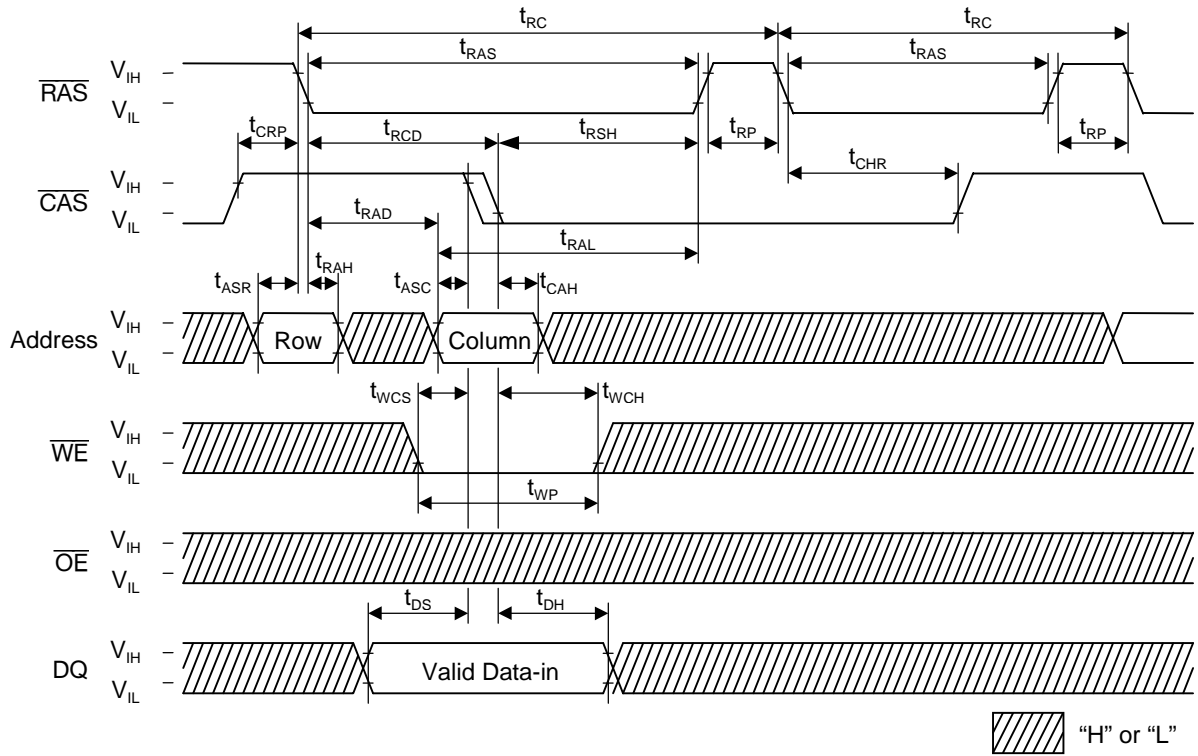 tRC tRC
tRAS tRAS
RAS VIH
VIL
tCRP tRCD tRSH tRP tCHR tRP
CAS VIH
VIL
tRAD
tRAL
tASR tRAH tASC tCAH
Address VIH
VIL
Row Column
tWCS tWCH
WE VIH
VIL
tWP
OE VIH
VIL
tDS tDH
DQ VIH
VIL
Valid Data-in
“H” or “L”